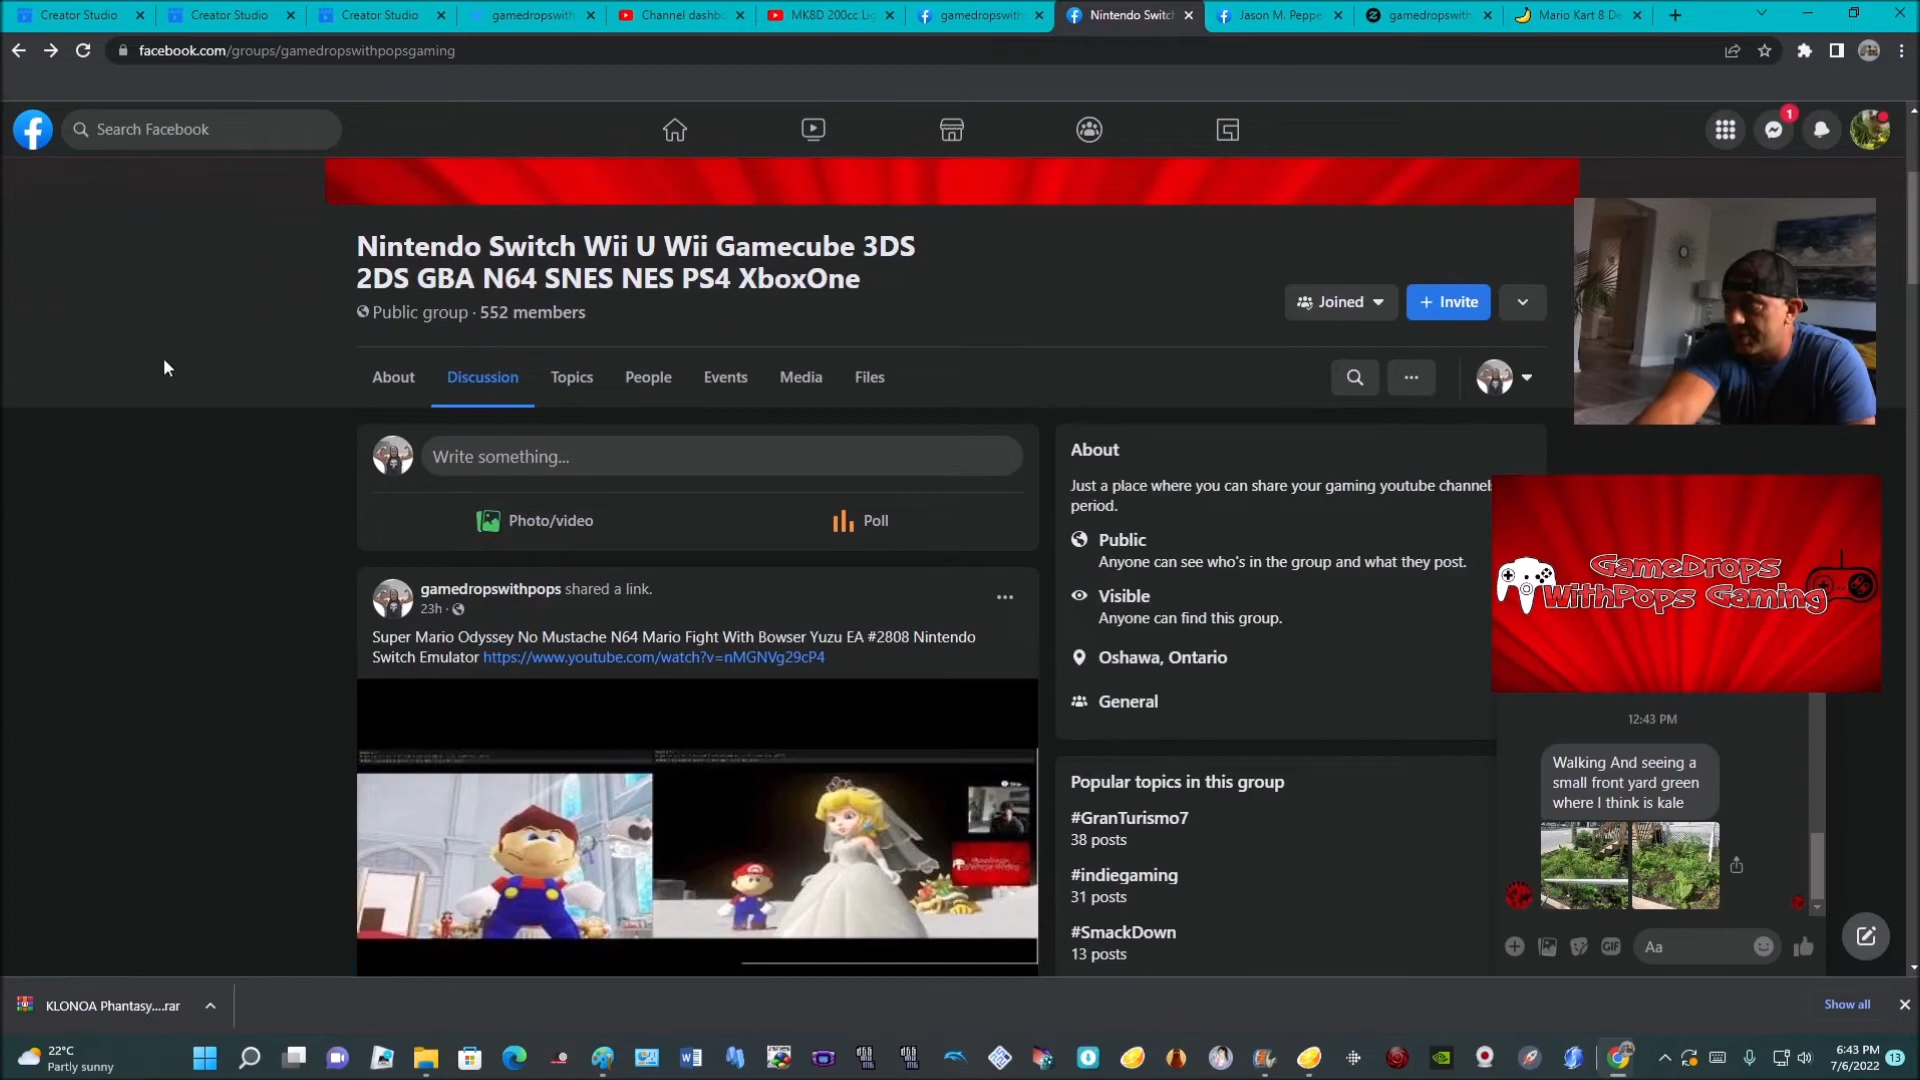 Creator Studio
Creator Studio
Creator Studio
gamedropswith
Channel dashb
MK8D 200cc Li
gamedropswith
Nintendo Switc
Jason M. Peppe
gamedropswith
Mario Kart 8 De
facebook.com/groups/gamedropswithpopsgaming
Search Facebook
1
Nintendo Switch Wii U Wii Gamecube 3DS
2DS GBA N64 SNES NES PS4 XboxOne
Public group · 552 members
Joined
+ Invite
About
Discussion
Topics
People
Events
Media
Files
Write something...
Photo/video
Poll
gamedropswithpops shared a link.
23h ·
Super Mario Odyssey No Mustache N64 Mario Fight With Bowser Yuzu EA #2808 Nintendo
Switch Emulator https://www.youtube.com/watch?v=nMGNVg29cP4
About
Just a place where you can share your gaming youtube channels
period.
Public
Anyone can see who's in the group and what they post.
Visible
Anyone can find this group.
Oshawa, Ontario
General
Popular topics in this group
#GranTurismo7
38 posts
#indiegaming
31 posts
#SmackDown
13 posts
GameDrops
WithPops Gaming
12:43 PM
Walking And seeing a
small front yard green
where I think is kale
GIF
Aa
KLONOA Phantasy....rar
Show all
22°C
Partly sunny
6:43 PM
7/6/2022
13